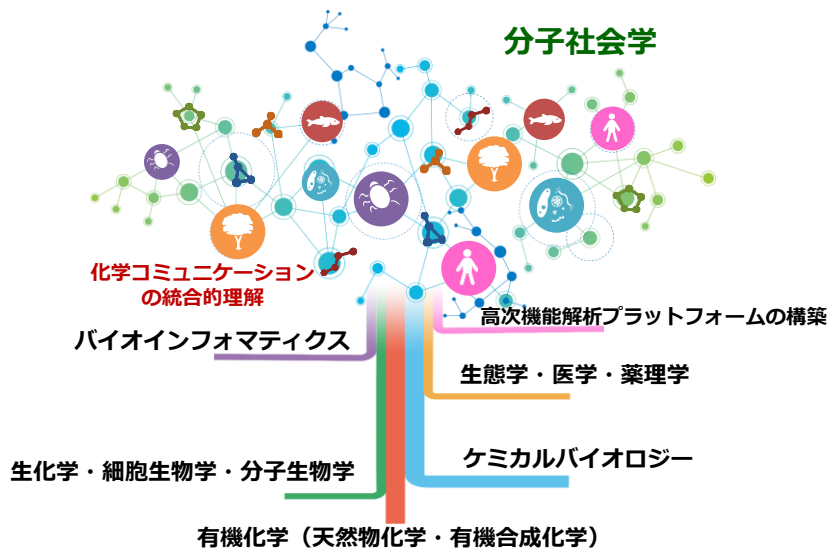 分子社会学
化学コミュニケーション
の統合的理解
高次機能解析プラットフォームの構築
バイオインフォマティクス
生態学・医学・薬理学
ケミカルバイオロジー
生化学・細胞生物学・分子生物学
有機化学（天然物化学・有機合成化学）